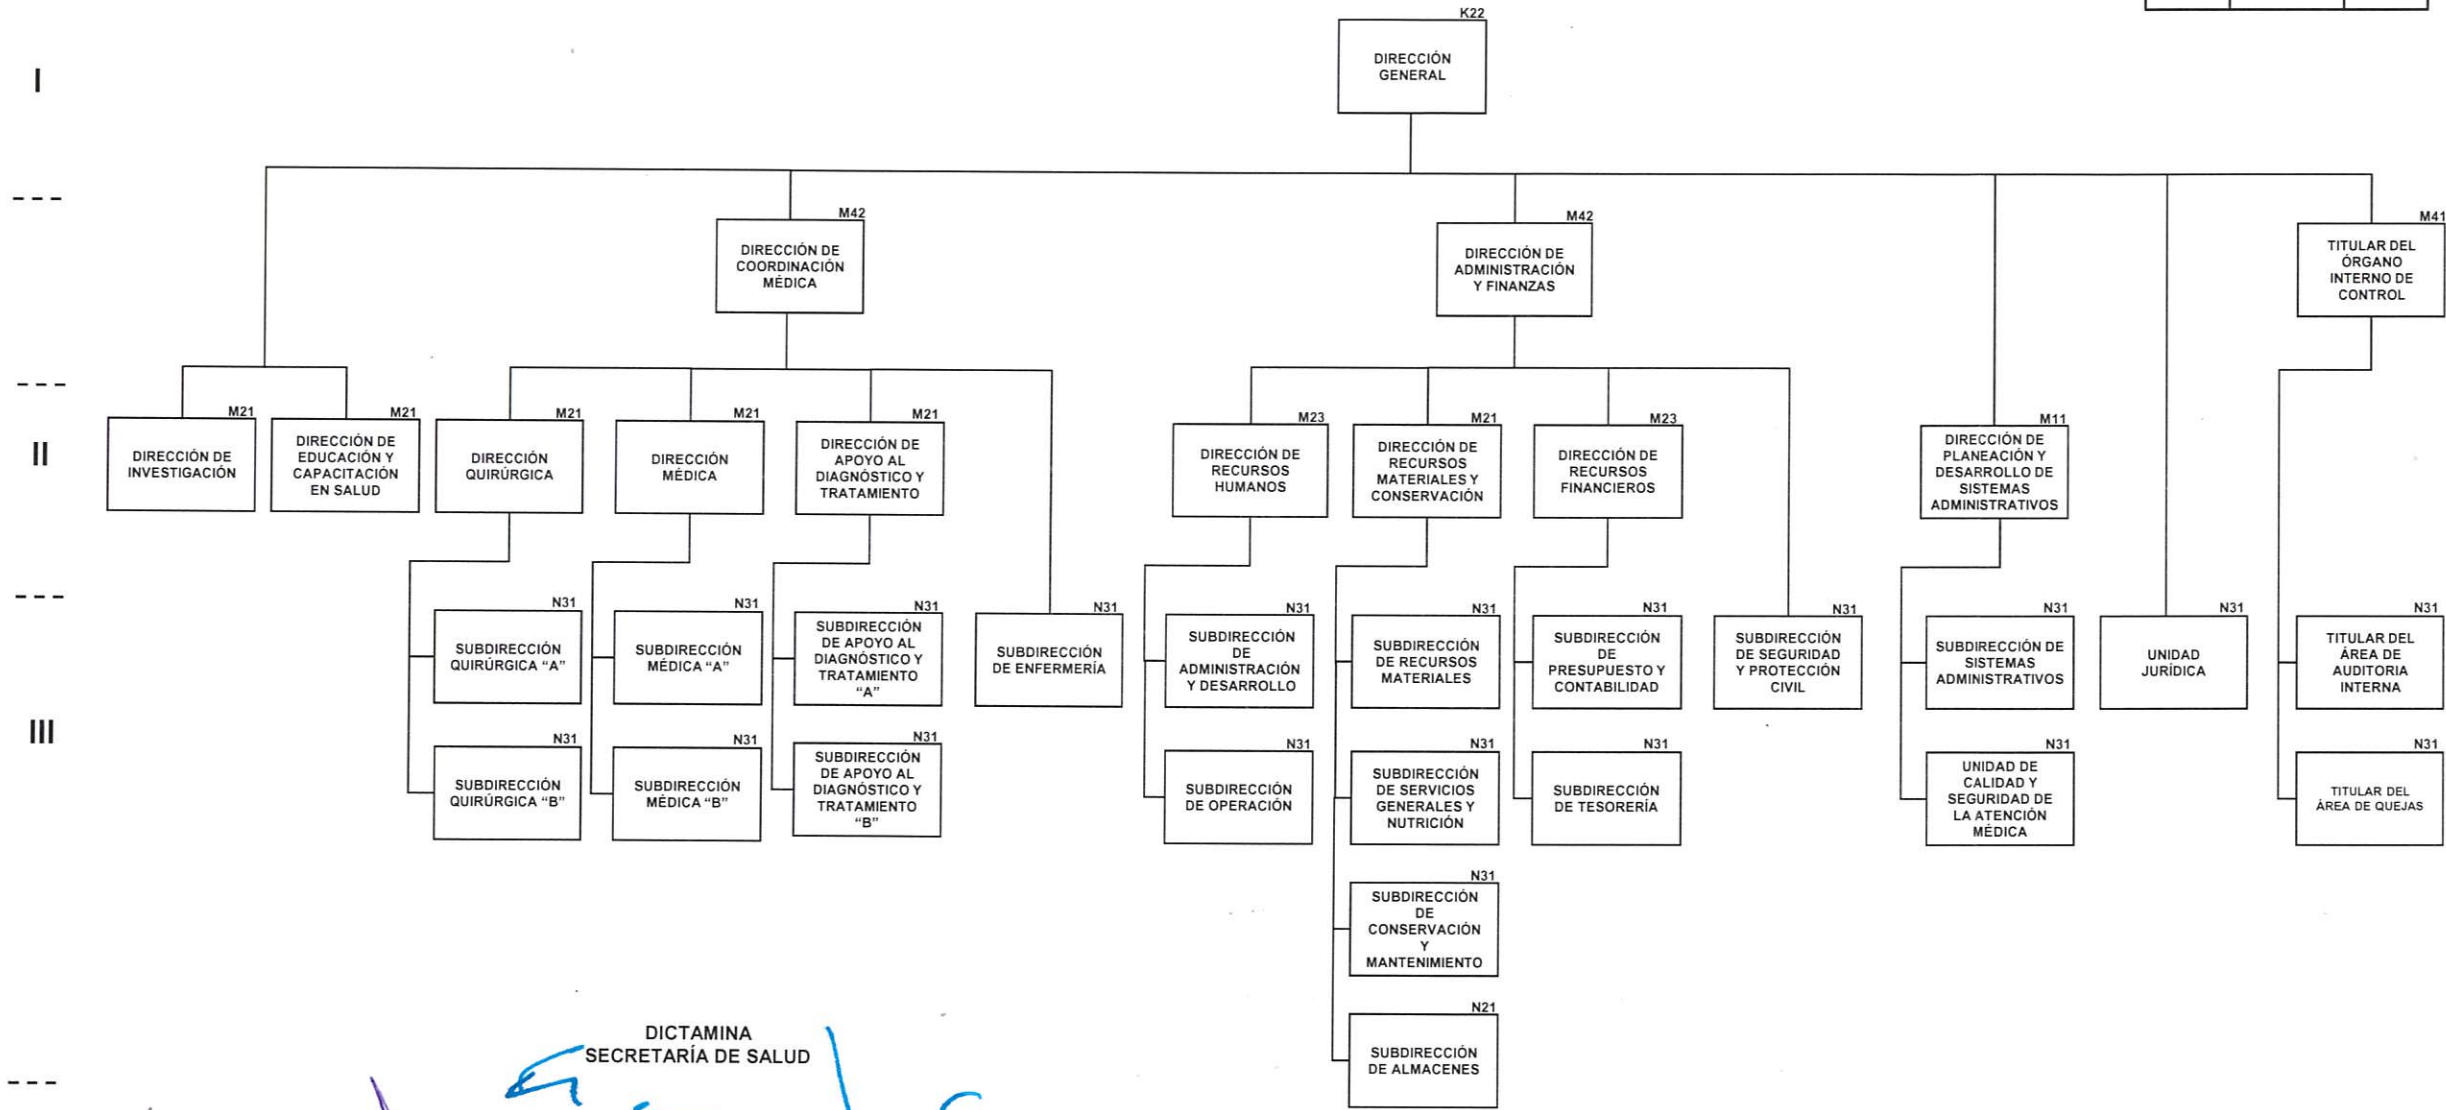 K22
DIRECCIÓN
GENERAL
I
---
M42
DIRECCIÓN DE
COORDINACIÓN
MÉDICA
M42
DIRECCIÓN DE
ADMINISTRACIÓN
Y FINANZAS
M41
TITULAR DEL
ÓRGANO
INTERNO DE
CONTROL
---
II
M21
DIRECCIÓN DE
INVESTIGACIÓN
M21
DIRECCIÓN DE
EDUCACIÓN Y
CAPACITACIÓN
EN SALUD
M21
DIRECCIÓN
QUIRÚRGICA
M21
DIRECCIÓN
MÉDICA
M21
DIRECCIÓN DE
APOYO AL
DIAGNÓSTICO Y
TRATAMIENTO
M23
DIRECCIÓN DE
RECURSOS
HUMANOS
M21
DIRECCIÓN DE
RECURSOS
MATERIALES Y
CONSERVACIÓN
M23
DIRECCIÓN DE
RECURSOS
FINANCIEROS
M11
DIRECCIÓN DE
PLANEACIÓN Y
DESARROLLO DE
SISTEMAS
ADMINISTRATIVOS
---
III
N31
SUBDIRECCIÓN
QUIRÚRGICA “A”
N31
SUBDIRECCIÓN
MÉDICA “A”
N31
SUBDIRECCIÓN
DE APOYO AL
DIAGNÓSTICO Y
TRATAMIENTO
“A”
N31
SUBDIRECCIÓN
DE ENFERMERÍA
N31
SUBDIRECCIÓN
DE
ADMINISTRACIÓN
Y DESARROLLO
N31
SUBDIRECCIÓN
DE RECURSOS
MATERIALES
N31
SUBDIRECCIÓN
DE
PRESUPUESTO Y
CONTABILIDAD
N31
SUBDIRECCIÓN
DE SEGURIDAD
Y PROTECCIÓN
CIVIL
N31
SUBDIRECCIÓN DE
SISTEMAS
ADMINISTRATIVOS
N31
UNIDAD
JURÍDICA
N31
TITULAR DEL
ÁREA DE
AUDITORIA
INTERNA
N31
SUBDIRECCIÓN
QUIRÚRGICA “B”
N31
SUBDIRECCIÓN
MÉDICA “B”
N31
SUBDIRECCIÓN
DE APOYO AL
DIAGNÓSTICO Y
TRATAMIENTO
“B”
N31
SUBDIRECCIÓN
DE OPERACIÓN
N31
SUBDIRECCIÓN
DE SERVICIOS
GENERALES Y
NUTRICIÓN
N31
SUBDIRECCIÓN
DE TESORERÍA
N31
UNIDAD DE
CALIDAD Y
SEGURIDAD DE
LA ATENCIÓN
MÉDICA
N31
TITULAR DEL
ÁREA DE QUEJAS
N31
SUBDIRECCIÓN
DE
CONSERVACIÓN
Y
MANTENIMIENTO
N21
SUBDIRECCIÓN
DE ALMACENES
DICTAMINA
SECRETARÍA DE SALUD
---